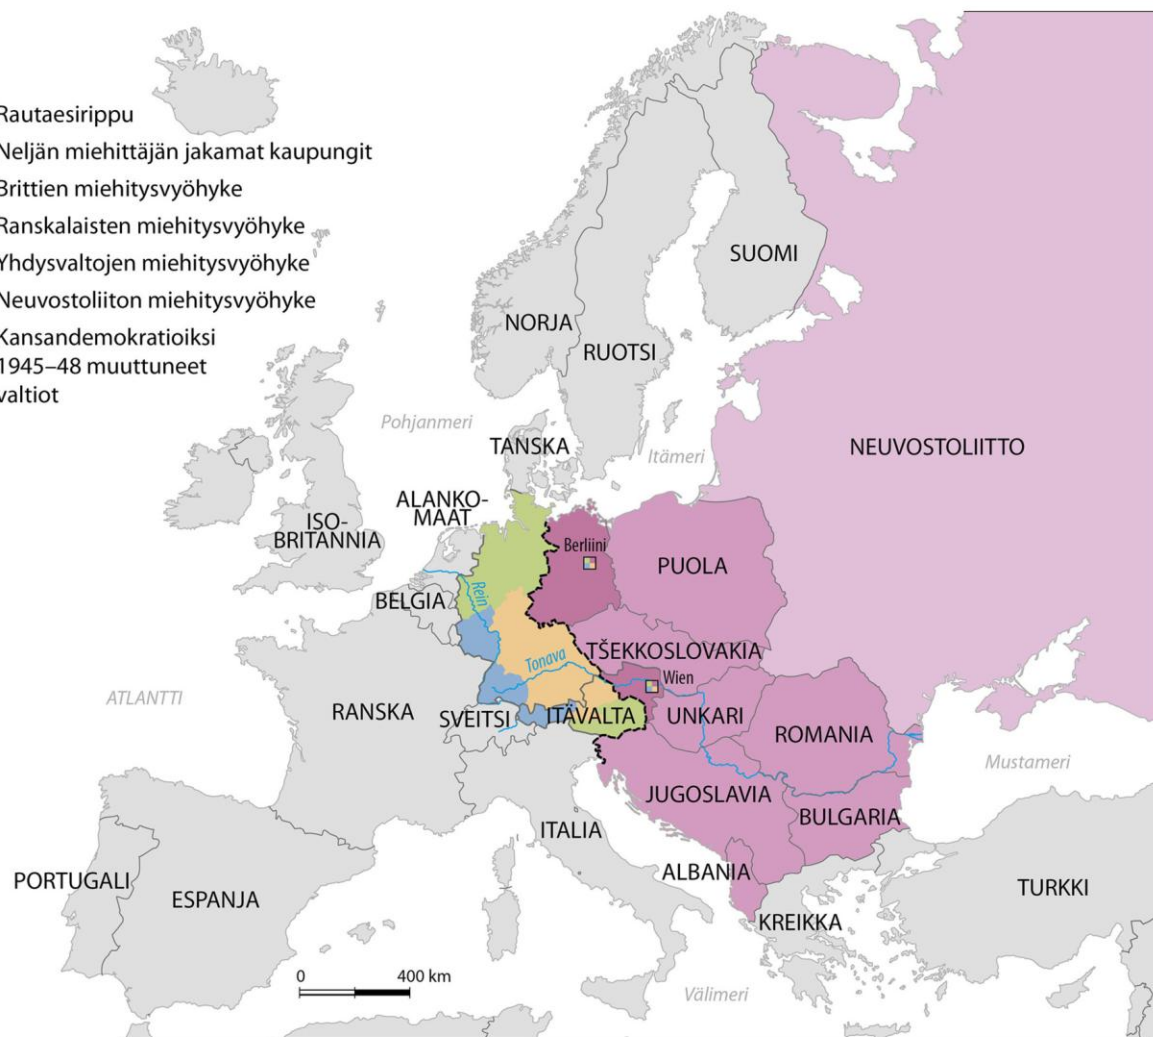 Rautaesirippu
Neljän miehittäjän jakamat kaupungit
Brittien miehitysvyöhyke
Ranskalaisten miehitysvyöhyke
Yhdysvaltojen miehitysvyöhyke
Neuvostoliiton miehitysvyöhyke
Kansandemokratioiksi
1945–48 muuttuneet
valtiot
SUOMI
NORJA
RUOTSI
Pohjanmeri
TANSKA
Itämeri
NEUVOSTOLIITTO
ALANKO-
MAAT
ISO-
BRITANNIA
Berliini
PUOLA
Rein
BELGIA
TŠEKKOSLOVAKIA
Tonava
Wien
ATLANTTI
RANSKA
SVEITSI
ITÄVALTA
UNKARI
ROMANIA
Mustameri
JUGOSLAVIA
BULGARIA
ITALIA
ALBANIA
PORTUGALI
ESPANJA
TURKKI
KREIKKA
0
400 km
Välimeri